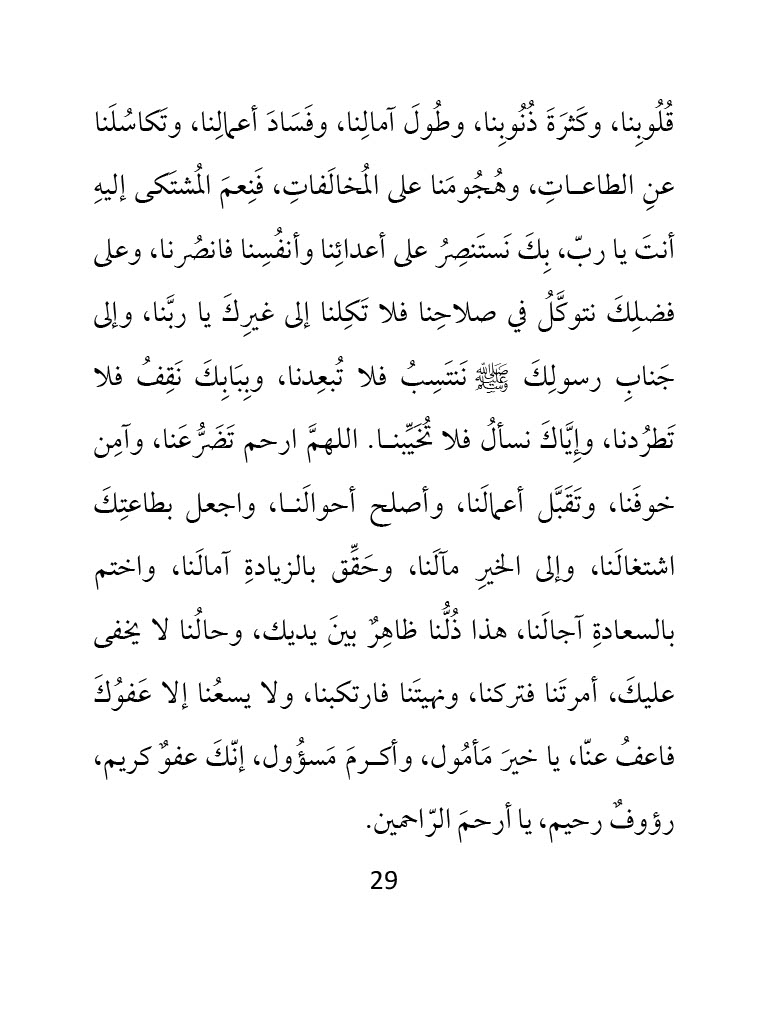 قُلُوبِنا، وكَثرَةَ ذُنُوبِنا، وطُولَ آمالِنا، وفَسَادَ أعمالِنا، وتَكاسُلَنا
عنِ الطاعـاتِ، وهُجُومَنا على المُخالَفاتِ، فَنِعمَ المُشتَكى إليهِ
أنتَ يا ربّ، بِكَ نَستَنصِرُ على أعدائِنا وأنفُسِنا فانصُرنا، وعلى
فضلِكَ نتوكَّلُ في صلاحِنا فلا تَكِلنا إلى غيرِكَ يا ربَّنا، وإلى
جَنابِ رسولِكَ ﷺ نَنتَسِبُ فلا تُبعِدنا، وبِبَابِكَ نَقِفُ فلا
تَطرُدنا، وإِيَّاكَ نسألُ فلا تُخَيِّبنـا. اللهمَّ ارحم تَضَرُّعَنا، وآمِن
خوفَنا، وتَقَبَّل أعمالَنا، وأصلح أحوالَنـا، واجعل بطاعتِكَ
اشتغالَنا، وإلى الخيرِ مآلَنا، وحَقِّق بالزيادةِ آمالَنا، واختم
بالسعادةِ آجالَنا، هذا ذُلُّنا ظاهِرٌ بينَ يديك، وحالُنا لا يخفى
عليكَ، أمرتَنا فتركنا، ونهيتَنا فارتكبنا، ولا يسعُنا إلا عَفوُكَ
فاعفُ عنّا، يا خيرَ مَأمُول، وأكـرمَ مَسؤُول، إنّكَ عفوٌ كريم،
رؤوفٌ رحيم، يا أرحمَ الرّاحمين.
29